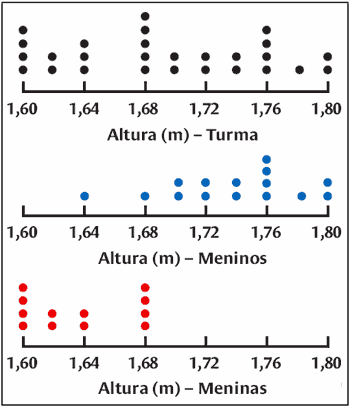 1,60 1,64 1,68 1,72 1,76 1,80
Altura (m) – Turma
1,60 1,64 1,68 1,72 1,76 1,80
Altura (m) – Meninos
1,60 1,64 1,68 1,72 1,76 1,80
Altura (m) – Meninas